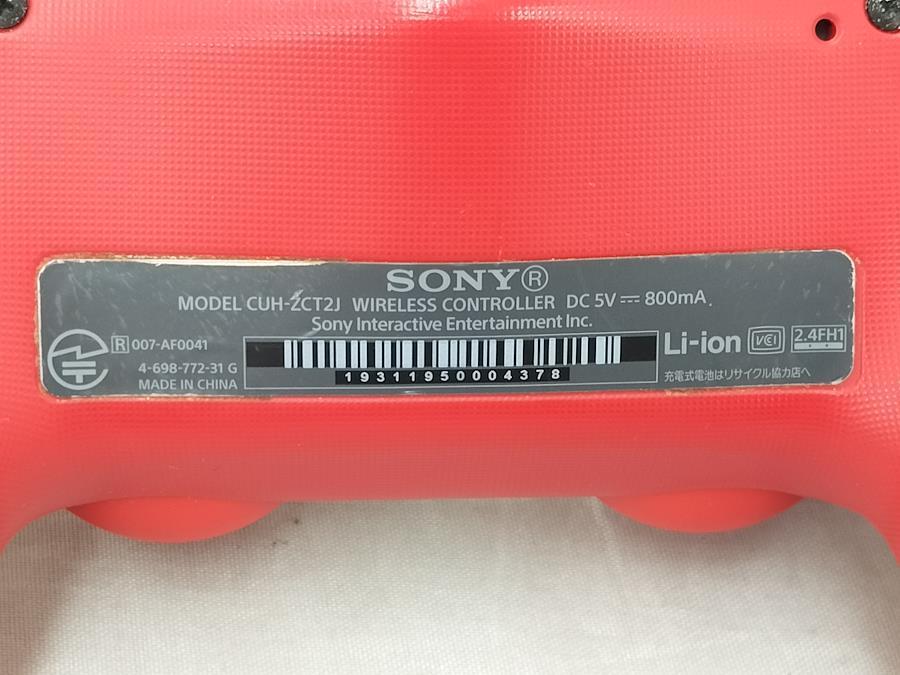 SONY®
MODEL CUH-ZCT2J WIRELESS CONTROLLER DC 5V ⎓ 800mA.
Sony Interactive Entertainment Inc.
R 007-AF0041
4-698-772-31 G
MADE IN CHINA
19311950004378
Li-ion VCI 2.4FH1
充電式電池はリサイクル協力店へ